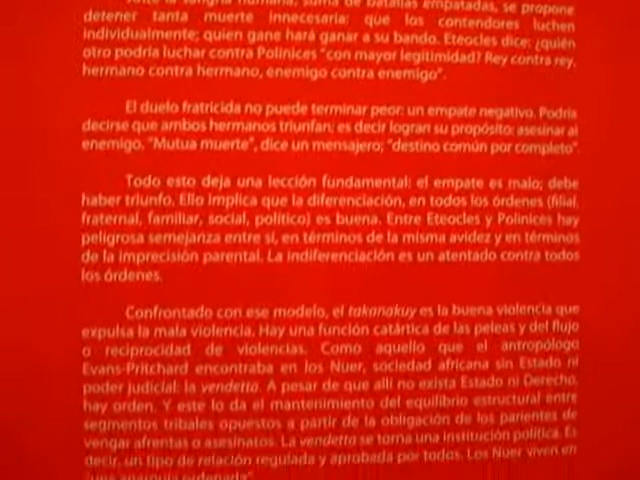 Ante la sangría humana, suma de batallas empatadas, se propone
detener tanta muerte innecesaria: que los contendores luchen
individualmente; quien gane hará ganar a su bando. Eteocles dice: ¿quién
otro podría luchar contra Polinices "con mayor legitimidad? Rey contra rey,
hermano contra hermano, enemigo contra enemigo".
El duelo fratricida no puede terminar peor: un empate negativo. Podría
decirse que ambos hermanos triunfan; es decir logran su propósito: asesinar al
enemigo. "Mutua muerte", dice un mensajero; "destino común por completo".
Todo esto deja una lección fundamental: el empate es malo; debe
haber triunfo. Ello implica que la diferenciación, en todos los órdenes (filial,
fraternal, familiar, social, político) es buena. Entre Eteocles y Polinices hay
peligrosa semejanza entre sí, en términos de la misma avidez y en términos
de la imprecisión parental. La indiferenciación es un atentado contra todos
los órdenes.
Confrontado con ese modelo, el takanakuy es la buena violencia que
expulsa la mala violencia. Hay una función catártica de las peleas y del flujo
o reciprocidad de violencias. Como aquello que el antropólogo
Evans-Pritchard encontraba en los Nuer, sociedad africana sin Estado ni
poder judicial: la vendetta. A pesar de que allí no exista Estado ni Derecho,
hay orden. Y este lo da el mantenimiento del equilibrio estructural entre
segmentos tribales opuestos a partir de la obligación de los parientes de
vengar afrentas o asesinatos. La vendetta se torna una institución política. Es
decir, un tipo de relación regulada y aprobada por todos. Los Nuer viven en
"una anarquía ordenada"